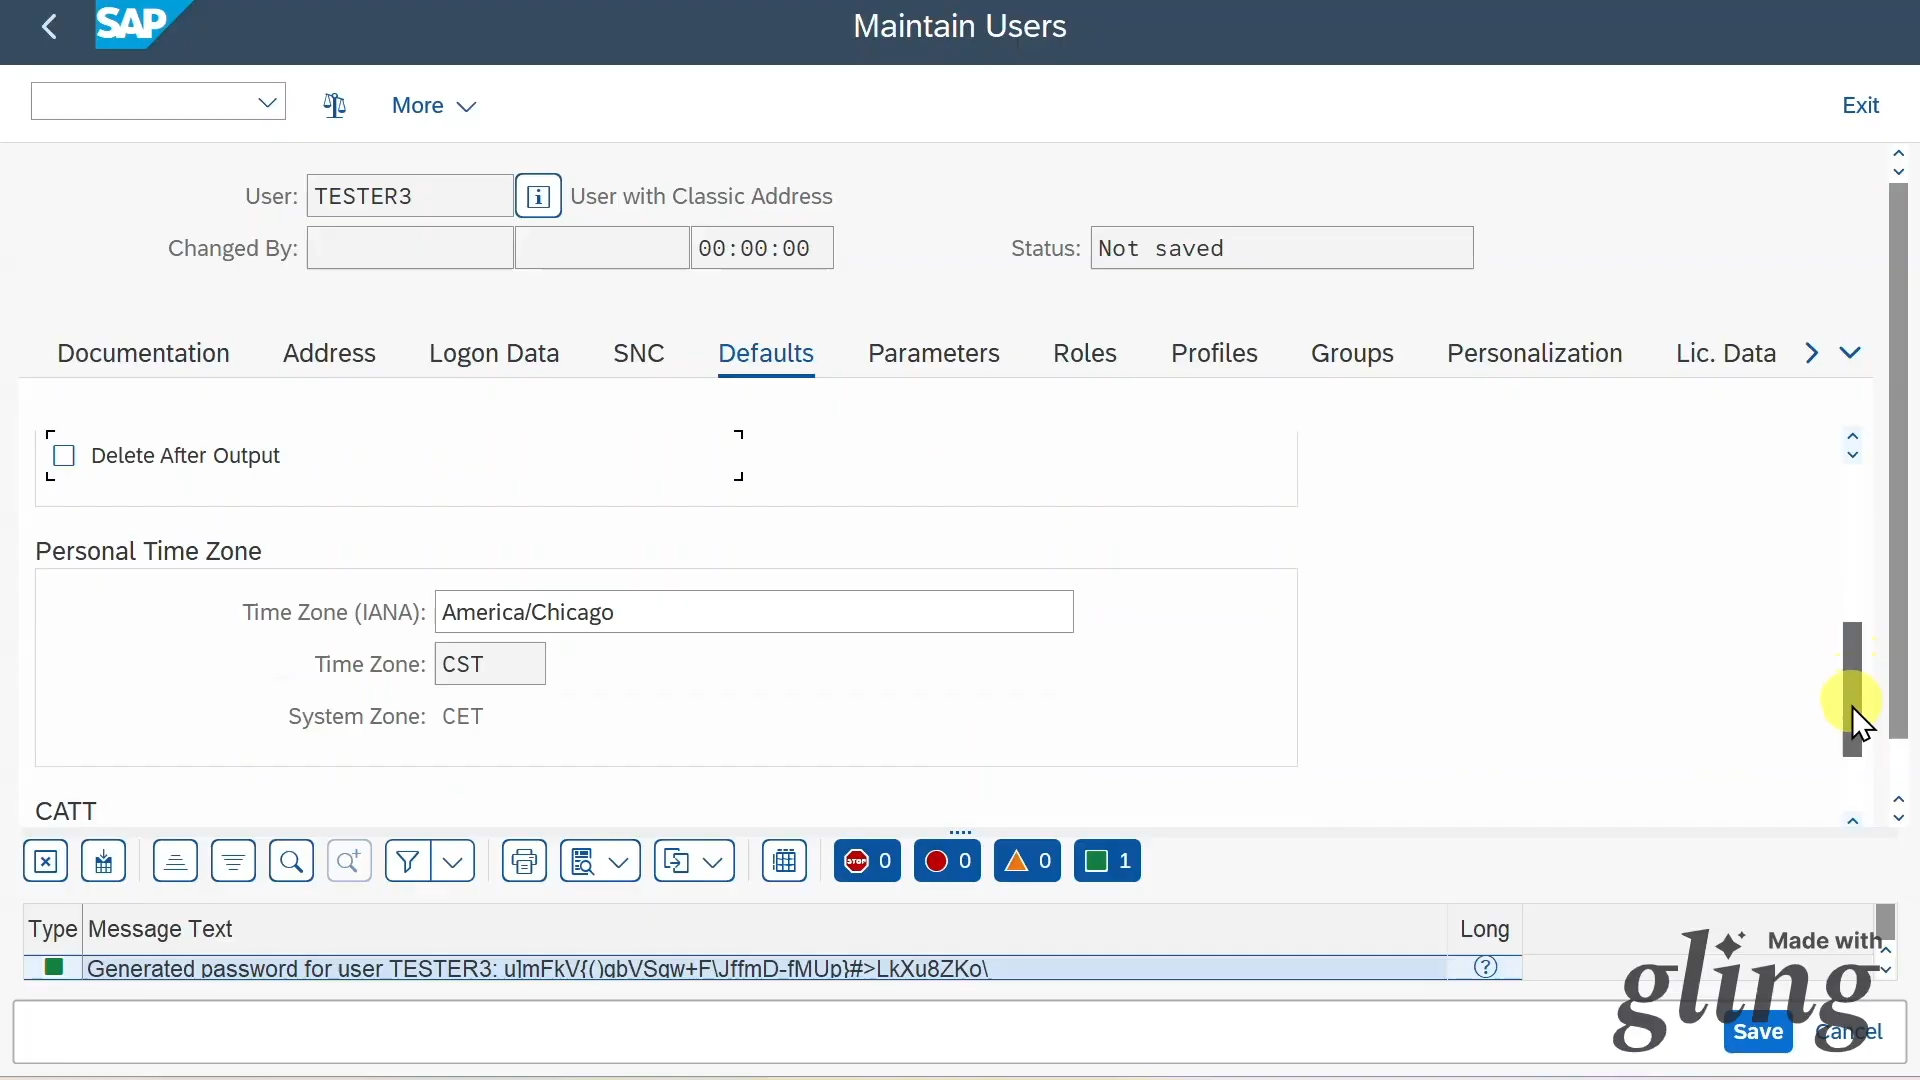 SAP
Maintain Users
More
Exit
User: TESTER3 User with Classic Address
Changed By: 00:00:00 Status: Not saved
Documentation Address Logon Data SNC Defaults Parameters Roles Profiles Groups Personalization Lic. Data
Delete After Output
Personal Time Zone
Time Zone (IANA): America/Chicago
Time Zone: CST
System Zone: CET
CATT
STOP 0 0 0 1
Type Message Text Long
Generated password for user TESTER3: u]mFkV{()qbVSqw+F\JffmD-fMUp}#>LkXu8ZKo\
Made with
gling
Save Cancel